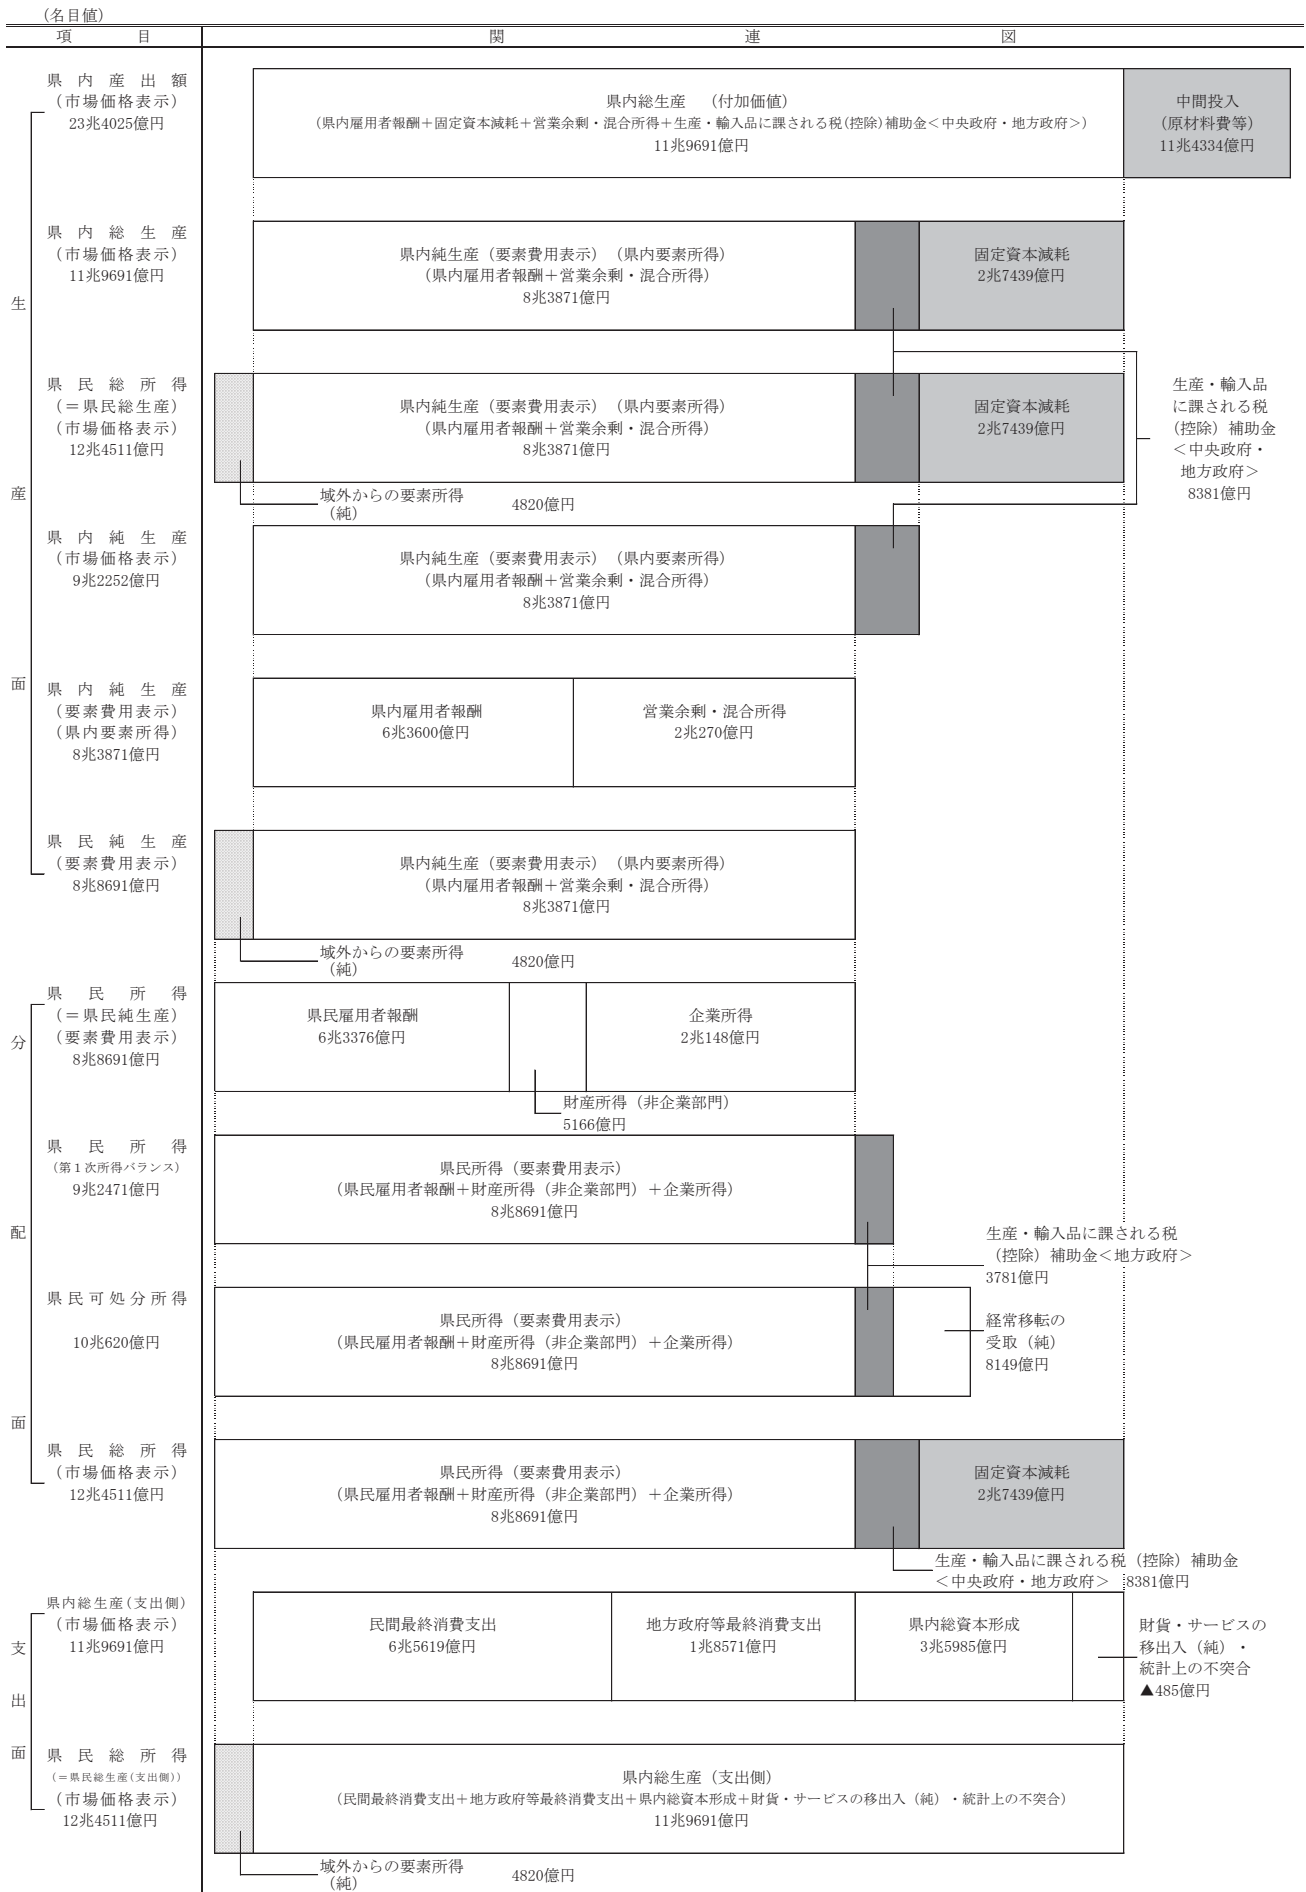 (名目値)
項 目
関 連 図
県内産出額
(市場価格表示)
23兆4025億円
県内総生産 (付加価値)
(県内雇用者報酬＋固定資本減耗＋営業余剰・混合所得＋生産・輸入品に課される税(控除)補助金＜中央政府・地方政府＞)
11兆9691億円
中間投入
(原材料費等)
11兆4334億円
生産面
県内総生産
(市場価格表示)
11兆9691億円
県内純生産（要素費用表示）（県内要素所得）
（県内雇用者報酬＋営業余剰・混合所得）
8兆3871億円
固定資本減耗
2兆7439億円
県民総所得
(＝県民総生産)
(市場価格表示)
12兆4511億円
県内純生産（要素費用表示）（県内要素所得）
（県内雇用者報酬＋営業余剰・混合所得）
8兆3871億円
固定資本減耗
2兆7439億円
生産・輸入品
に課される税
(控除）補助金
＜中央政府・
地方政府＞
8381億円
域外からの要素所得
（純）
4820億円
県内純生産
(市場価格表示)
9兆2252億円
県内純生産（要素費用表示）（県内要素所得）
（県内雇用者報酬＋営業余剰・混合所得）
8兆3871億円
県内純生産
(要素費用表示)
(県内要素所得)
8兆3871億円
県内雇用者報酬
6兆3600億円
営業余剰・混合所得
2兆270億円
県民純生産
(要素費用表示)
8兆8691億円
県内純生産（要素費用表示）（県内要素所得）
（県内雇用者報酬＋営業余剰・混合所得）
8兆3871億円
域外からの要素所得
（純）
4820億円
分配面
県民所得
(＝県民純生産)
(要素費用表示)
8兆8691億円
県民雇用者報酬
6兆3376億円
企業所得
2兆148億円
財産所得（非企業部門）
5166億円
県民所得
(第１次所得バランス)
9兆2471億円
県民所得（要素費用表示）
（県民雇用者報酬＋財産所得（非企業部門）＋企業所得）
8兆8691億円
生産・輸入品に課される税
（控除）補助金＜地方政府＞
3781億円
県民可処分所得
10兆620億円
県民所得（要素費用表示）
（県民雇用者報酬＋財産所得（非企業部門）＋企業所得）
8兆8691億円
経常移転の
受取（純）
8149億円
県民総所得
(市場価格表示)
12兆4511億円
県民所得（要素費用表示）
（県民雇用者報酬＋財産所得（非企業部門）＋企業所得）
8兆8691億円
固定資本減耗
2兆7439億円
生産・輸入品に課される税（控除）補助金
＜中央政府・地方政府＞ 8381億円
支出面
県内総生産(支出側)
(市場価格表示)
11兆9691億円
民間最終消費支出
6兆5619億円
地方政府等最終消費支出
1兆8571億円
県内総資本形成
3兆5985億円
財貨・サービスの
移出入（純）・
統計上の不突合
▲485億円
県民総所得
(＝県民総生産(支出側))
(市場価格表示)
12兆4511億円
県内総生産（支出側）
(民間最終消費支出＋地方政府等最終消費支出＋県内総資本形成＋財貨・サービスの移出入（純）・統計上の不突合)
11兆9691億円
域外からの要素所得
（純）
4820億円